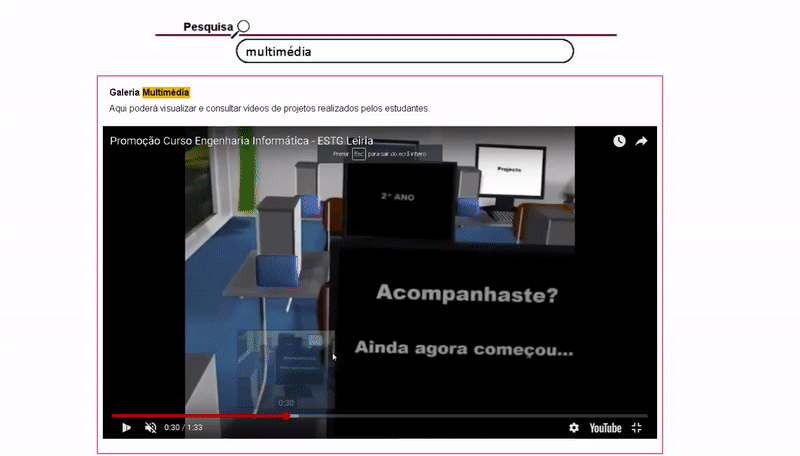 Pesquisa
multimédia
Galeria Multimédia
Aqui poderá visualizar e consultar vídeos de projetos realizados pelos estudantes.
Promoção Curso Engenharia Informática - ESTG Leiria
Primar Esc para sair do ecrã inteiro
Projecto
2º ANO
Acompanhaste?
Ainda agora começou...
0:30
0:30 / 1:33
YouTube